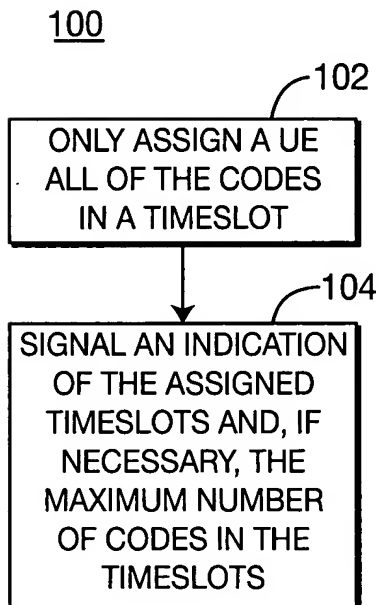 100
102
ONLY ASSIGN A UE
ALL OF THE CODES
IN A TIMESLOT
104
SIGNAL AN INDICATION
OF THE ASSIGNED
TIMESLOTS AND, IF
NECESSARY, THE
MAXIMUM NUMBER
OF CODES IN THE
TIMESLOTS